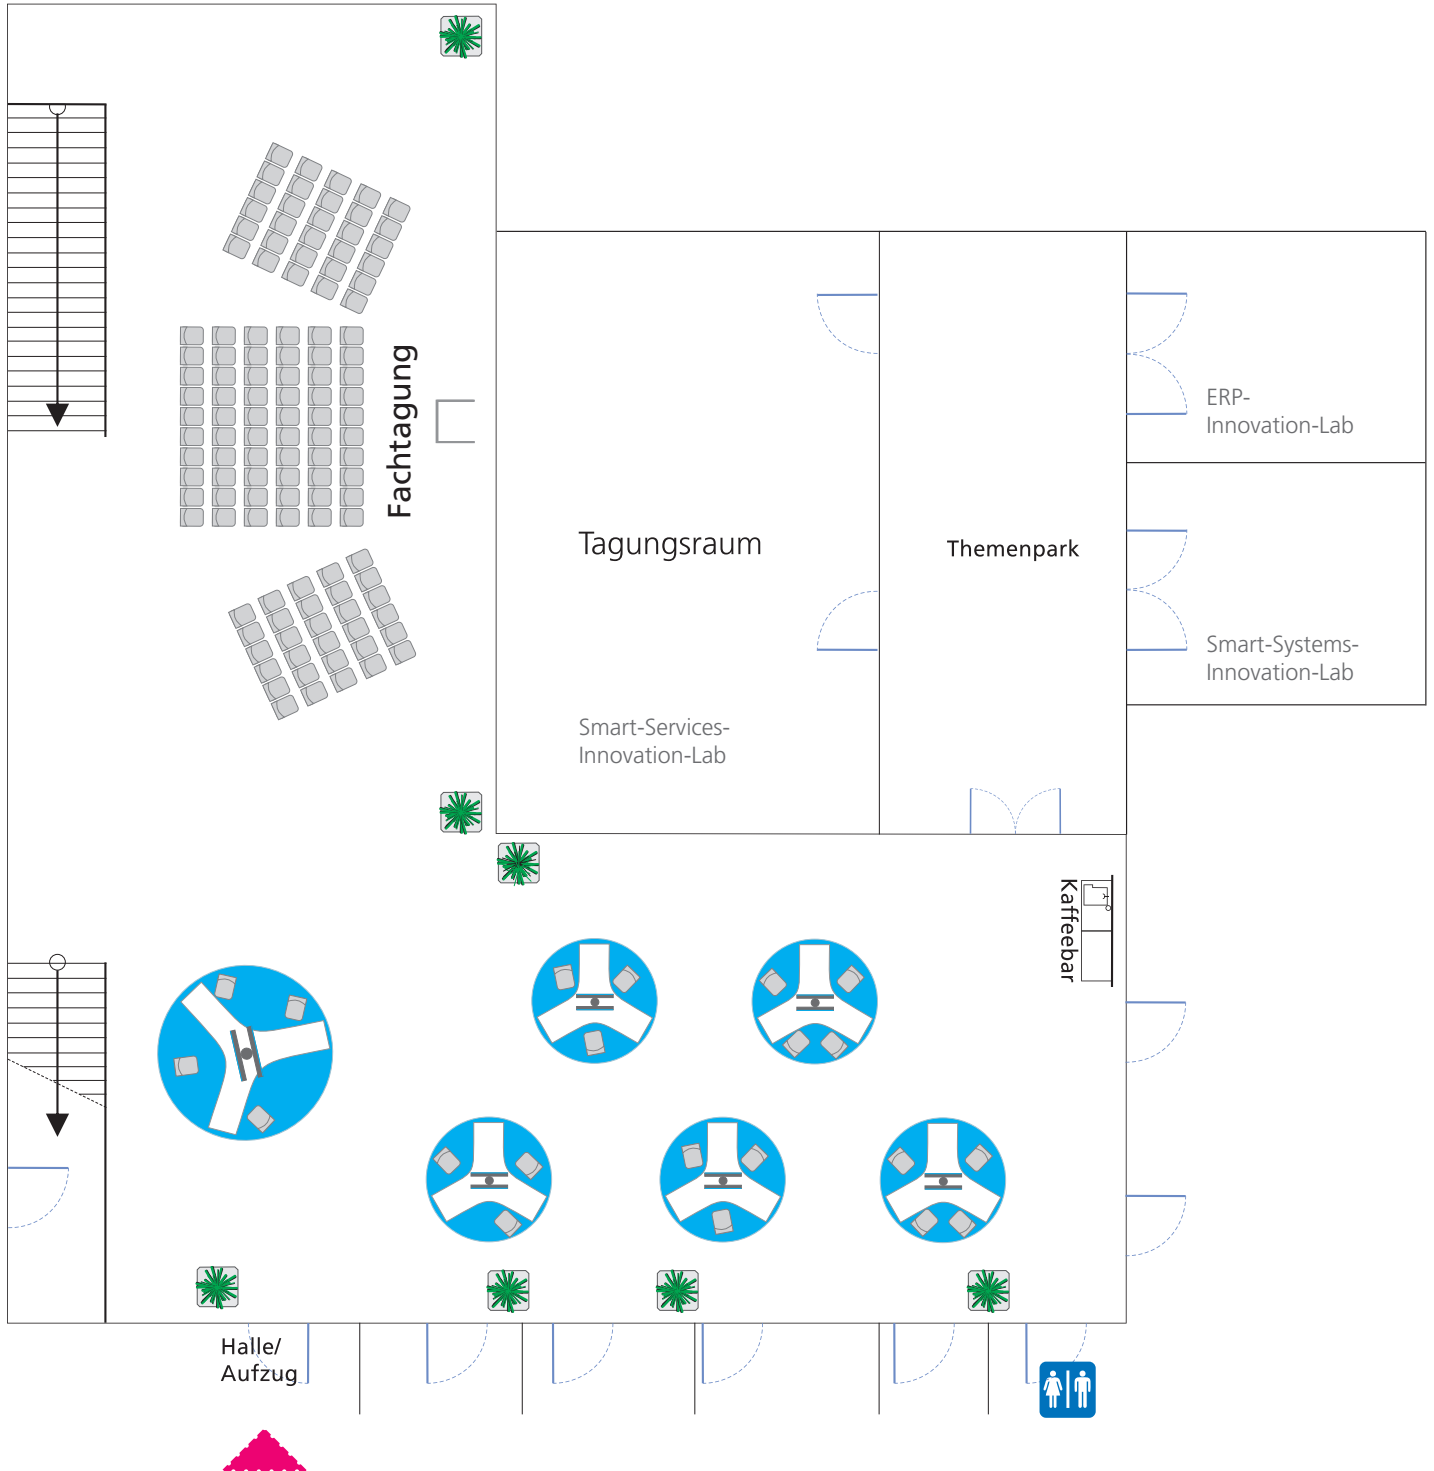 Fachtagung
ERP-
Innovation-Lab
Tagungsraum
Themenpark
Smart-Systems-
Innovation-Lab
Smart-Services-
Innovation-Lab
Kaffeebar
Halle/
Aufzug